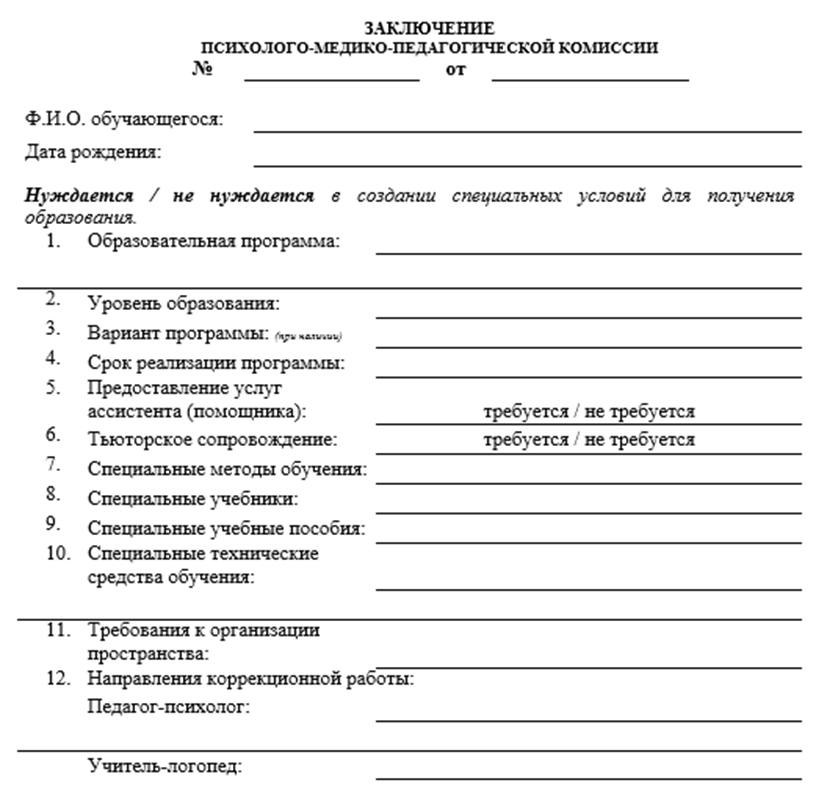 ЗАКЛЮЧЕНИЕ
ПСИХОЛОГО-МЕДИКО-ПЕДАГОГИЧЕСКОЙ КОМИССИИ
№ от
Ф.И.О. обучающегося:
Дата рождения:
Нуждается / не нуждается в создании специальных условий для получения
образования.
1. Образовательная программа:
2. Уровень образования:
3. Вариант программы: (при наличии)
4. Срок реализации программы:
5. Предоставление услуг
ассистента (помощника): требуется / не требуется
6. Тьюторское сопровождение: требуется / не требуется
7. Специальные методы обучения:
8. Специальные учебники:
9. Специальные учебные пособия:
10. Специальные технические
средства обучения:
11. Требования к организации
пространства:
12. Направления коррекционной работы:
Педагог-психолог:
Учитель-логопед: